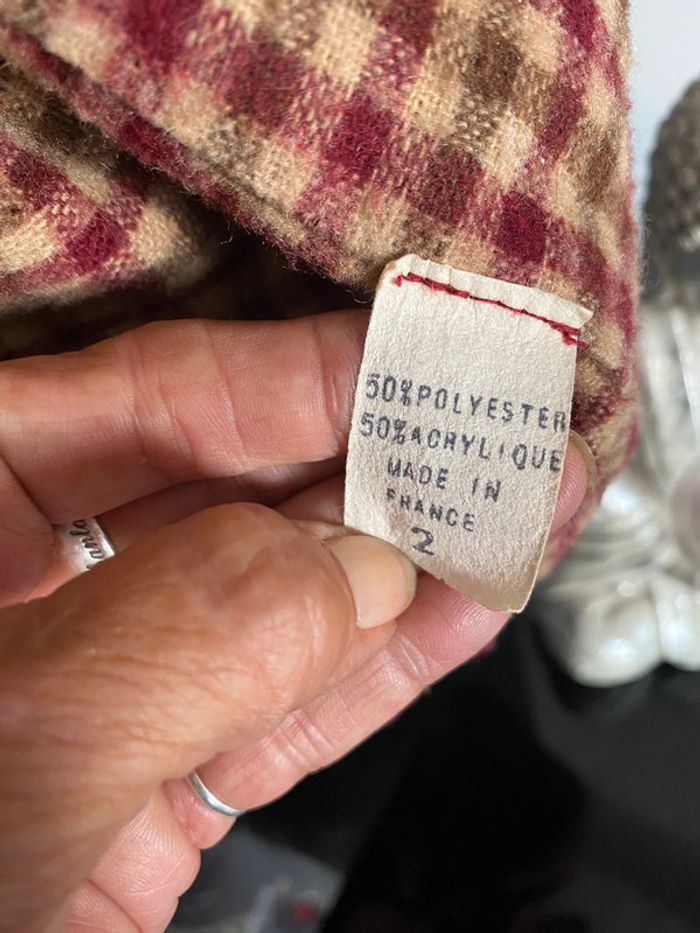 50%POLYESTER
50%ACRYLIQUE
MADE IN
FRANCE
2